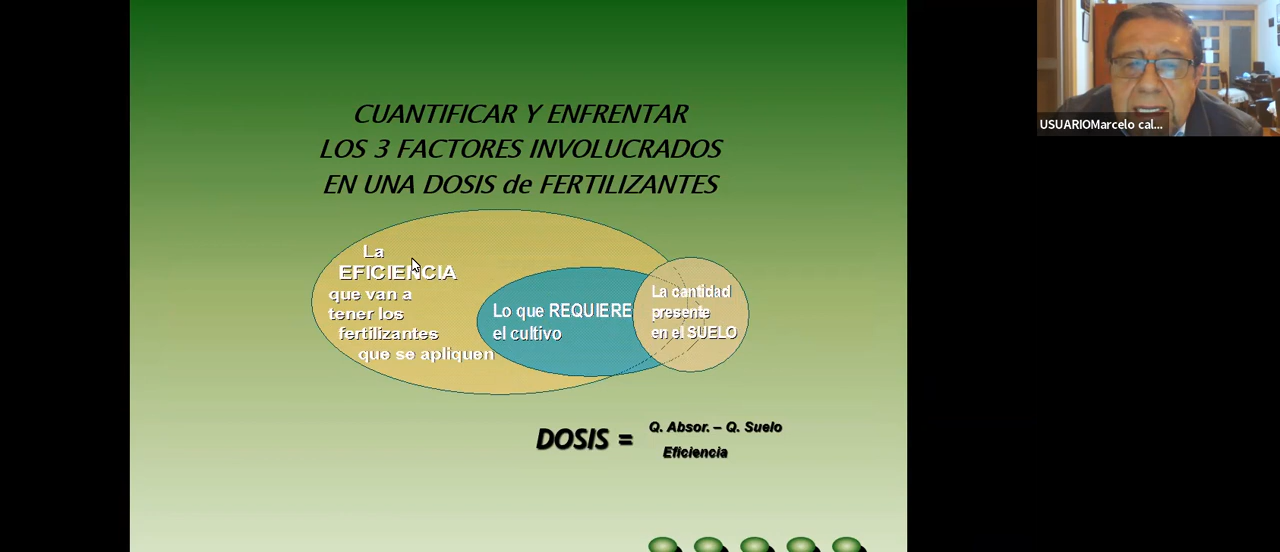 CUANTIFICAR Y ENFRENTAR
LOS 3 FACTORES INVOLUCRADOS
EN UNA DOSIS de FERTILIZANTES
La
EFICIENCIA
que van a
tener los
fertilizantes
que se apliquen
Lo que REQUIERE
el cultivo
La cantidad
presente
en el SUELO
DOSIS =
Q. Absor. – Q. Suelo
Eficiencia
USUARIOMarcelo cal...